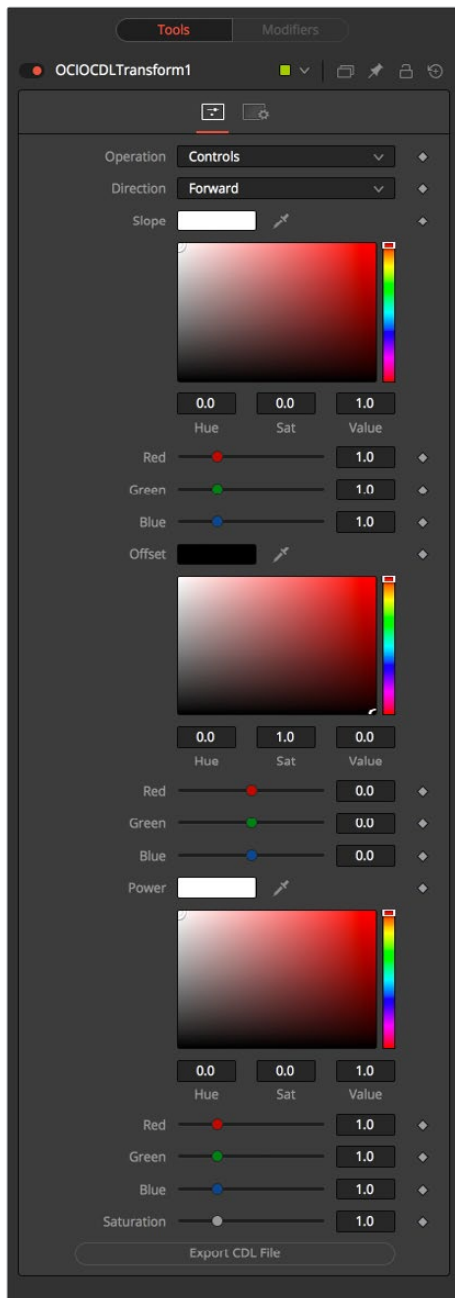 Tools Modifiers
OCIOCDLTransform1
Operation Controls
Direction Forward
Slope
0.0 0.0 1.0
Hue Sat Value
Red 1.0
Green 1.0
Blue 1.0
Offset
0.0 1.0 0.0
Hue Sat Value
Red 0.0
Green 0.0
Blue 0.0
Power
0.0 0.0 1.0
Hue Sat Value
Red 1.0
Green 1.0
Blue 1.0
Saturation 1.0
Export CDL File